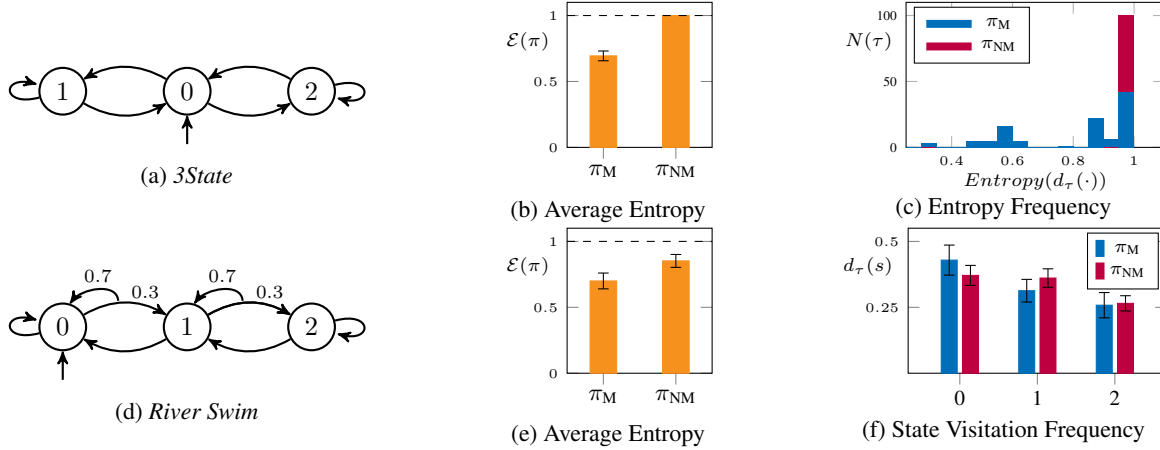 1 0 2
(a) 3State
1
ℰ(π)
0.5
0
π_M π_NM
(b) Average Entropy
100
N(τ)
50
0
π_M
π_NM
0.4 0.6 0.8 1
Entropy(d_τ(·))
(c) Entropy Frequency
0.7 0.7
0.3 0.3
0 1 2
(d) River Swim
1
ℰ(π)
0.5
0
π_M π_NM
(e) Average Entropy
0.5
d_τ(s)
0.25
π_M
π_NM
0 1 2
(f) State Visitation Frequency